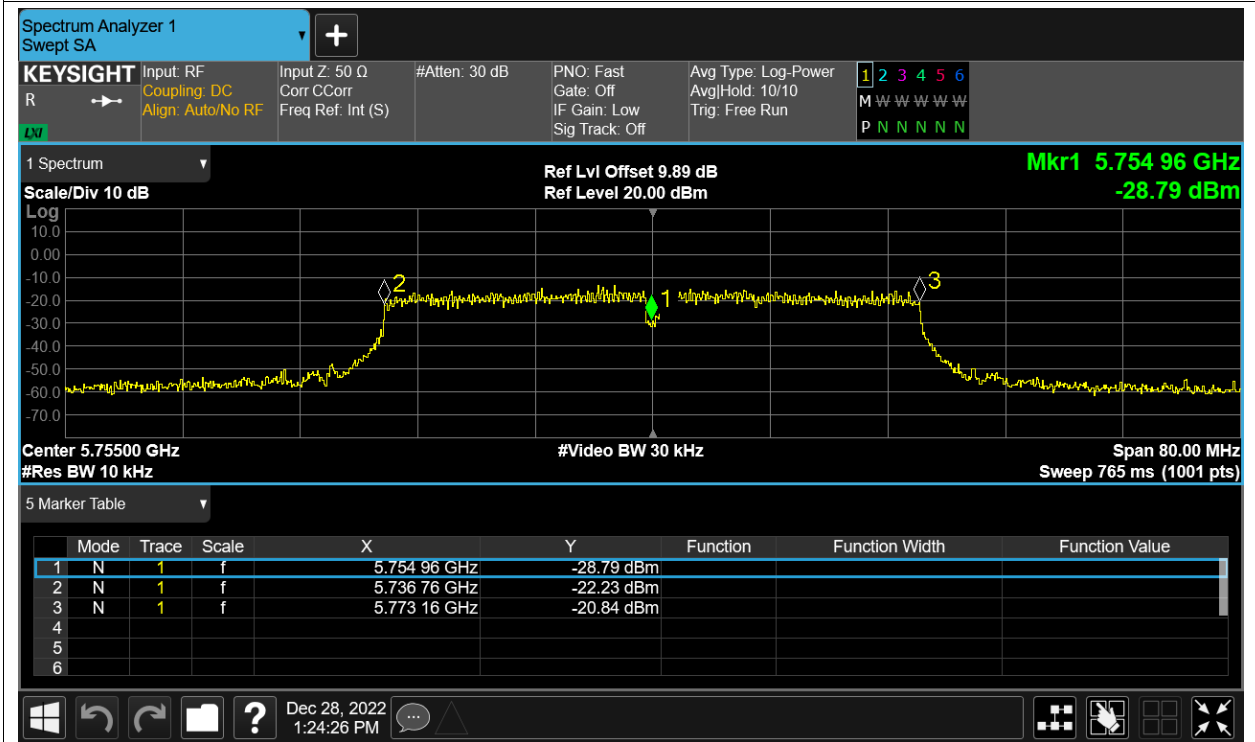 Spectrum Analyzer 1
Swept SA
+
KEYSIGHT
R
LXI
Input: RF
Coupling: DC
Align: Auto/No RF
Input Z: 50 Ω
Corr CCorr
Freq Ref: Int (S)
#Atten: 30 dB
PNO: Fast
Gate: Off
IF Gain: Low
Sig Track: Off
Avg Type: Log-Power
Avg|Hold: 10/10
Trig: Free Run
1 2 3 4 5 6
M W W W W W
P N N N N N
1 Spectrum
Scale/Div 10 dB
Ref Lvl Offset 9.89 dB
Ref Level 20.00 dBm
Mkr1 5.754 96 GHz
-28.79 dBm
Log
10.0
0.00
-10.0
-20.0
-30.0
-40.0
-50.0
-60.0
-70.0
2
1
3
Center 5.75500 GHz
#Video BW 30 kHz
Span 80.00 MHz
#Res BW 10 kHz
Sweep 765 ms (1001 pts)
5 Marker Table
Mode Trace Scale X Y Function Function Width Function Value
1 N 1 f 5.754 96 GHz -28.79 dBm
2 N 1 f 5.736 76 GHz -22.23 dBm
3 N 1 f 5.773 16 GHz -20.84 dBm
4
5
6
?
Dec 28, 2022
1:24:26 PM